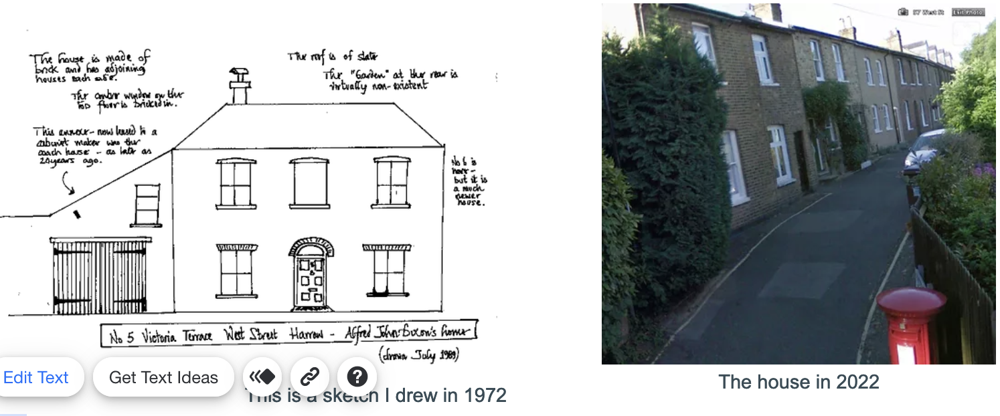 The house is made of
brick and has adjoining
houses each side.
The center window on the
top floor is bricked in.
This annexe - now leased to a
cabinet maker was the
coach house - as late as
20 years ago.
The roof is of slate
The "Garden" at the rear is
virtually non-existent
No 6 is
here -
but it is
a much
newer
house.
No 5 Victoria Terrace West Street Harrow - Alfred John home
(drawn July 1989)
Edit Text
Get Text Ideas
?
This is a sketch I drew in 1972
57 West St
Exit Photo
The house in 2022